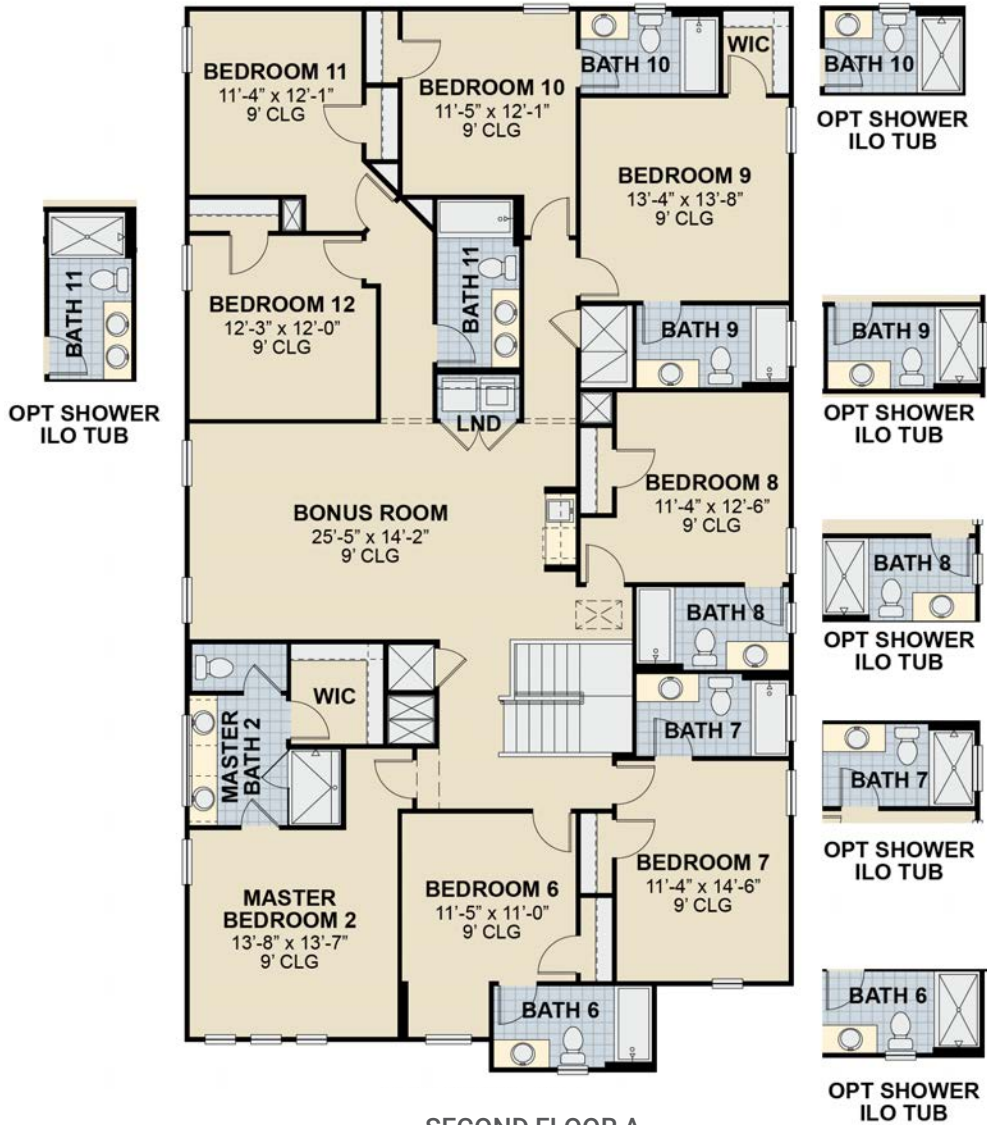 BEDROOM 11
11'-4" x 12'-1"
9' CLG
BEDROOM 10
11'-5" x 12'-1"
9' CLG
BATH 10
WIC
BATH 10
OPT SHOWER
ILO TUB
BEDROOM 9
13'-4" x 13'-8"
9' CLG
BATH 11
OPT SHOWER
ILO TUB
BEDROOM 12
12'-3" x 12'-0"
9' CLG
BATH 11
BATH 9
BATH 9
OPT SHOWER
ILO TUB
LND
BEDROOM 8
11'-4" x 12'-6"
9' CLG
BONUS ROOM
25'-5" x 14'-2"
9' CLG
BATH 8
OPT SHOWER
ILO TUB
BATH 8
WIC
MASTER
BATH 2
BATH 7
BATH 7
OPT SHOWER
ILO TUB
MASTER
BEDROOM 2
13'-8" x 13'-7"
9' CLG
BEDROOM 6
11'-5" x 11'-0"
9' CLG
BEDROOM 7
11'-4" x 14'-6"
9' CLG
BATH 6
BATH 6
OPT SHOWER
ILO TUB
SECOND FLOOR A